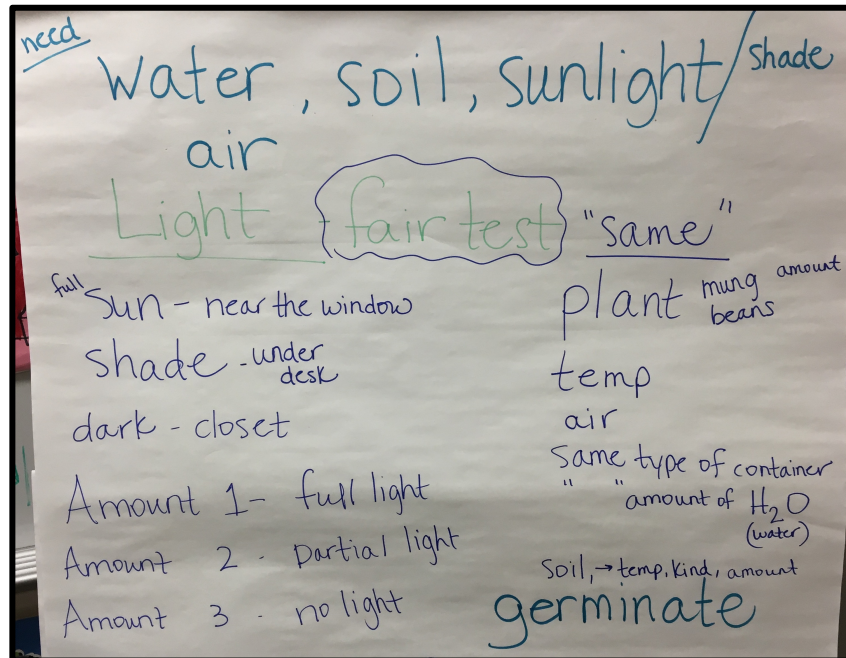 need
water, soil, sunlight/shade
air
Light - fair test "same"
full sun - near the window
shade - under desk
dark - closet
Amount 1 - full light
Amount 2 - partial light
Amount 3 - no light
plant mung beans amount
temp
air
same type of container
" " amount of H₂O
(water)
soil, → temp, kind, amount
germinate